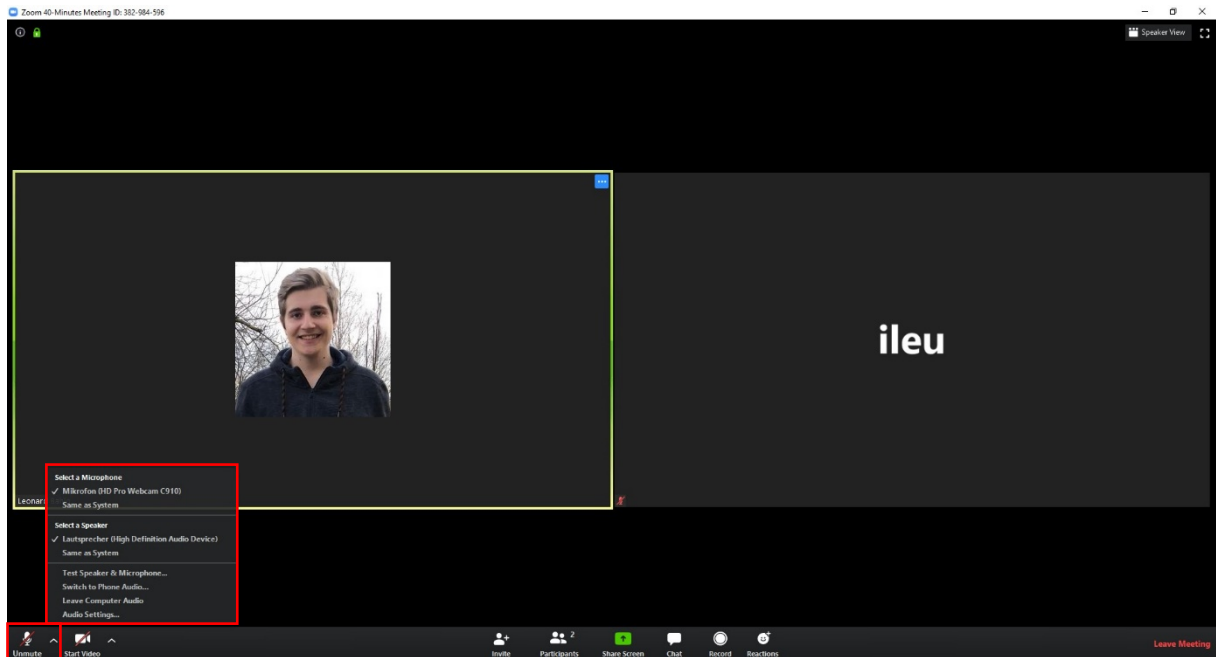 Zoom 40-Minutes Meeting ID: 382-984-596
Speaker View
ileu
Select a Microphone
✓ Mikrofon (HD Pro Webcam C910)
Same as System
Leonar
Select a Speaker
✓ Lautsprecher (High Definition Audio Device)
Same as System
Test Speaker & Microphone...
Switch to Phone Audio...
Leave Computer Audio
Audio Settings...
Unmute Start Video Invite Participants 2 Share Screen Chat Record Reactions Leave Meeting